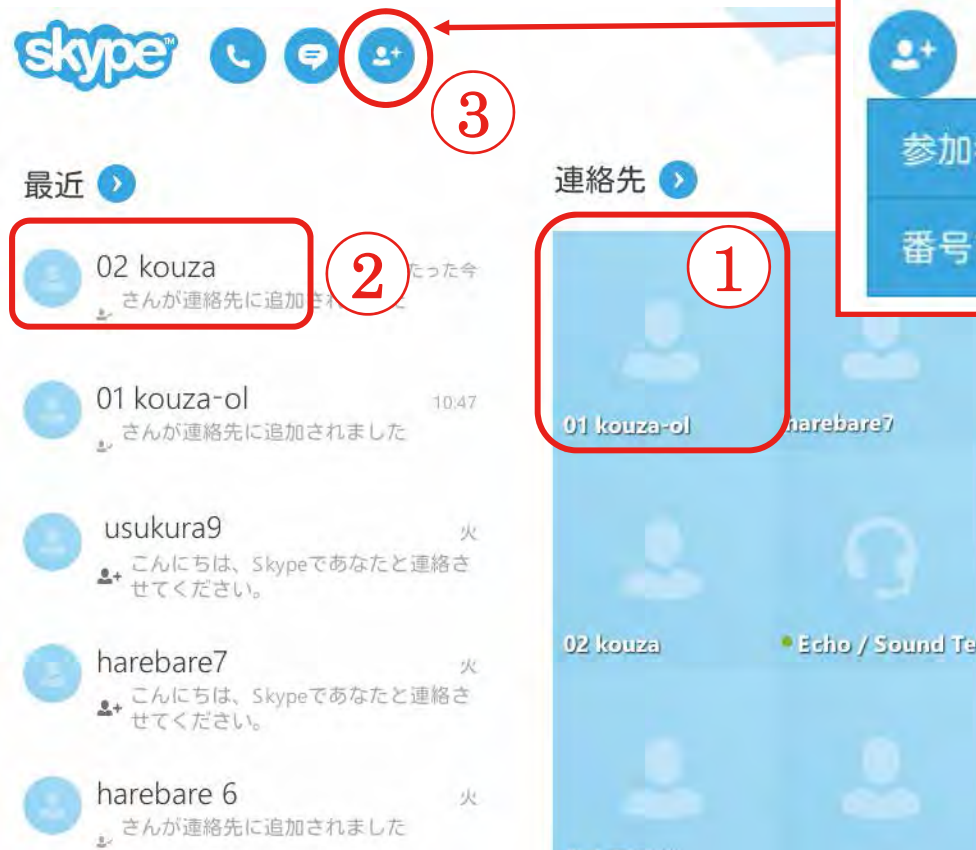 skype™
③
参加
番号
最近
連絡先
①
②
02 kouza
たった今
さんが連絡先に追加さ
01 kouza-ol
10:47
さんが連絡先に追加されました
usukura9
火
こんにちは、Skypeであなたと連絡さ
せてください。
harebare7
火
こんにちは、Skypeであなたと連絡さ
せてください。
harebare 6
火
さんが連絡先に追加されました
01 kouza-ol
harebare7
02 kouza
Echo / Sound Te